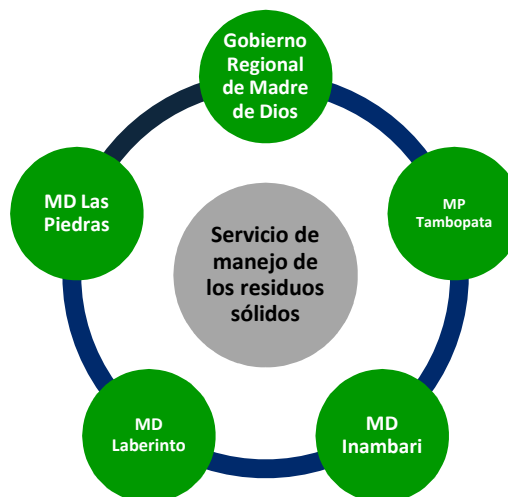 Gobierno
Regional
de Madre
de Dios
MD Las
Piedras
MP
Tambopata
Servicio de
manejo de
los residuos
sólidos
MD
Laberinto
MD
Inambari